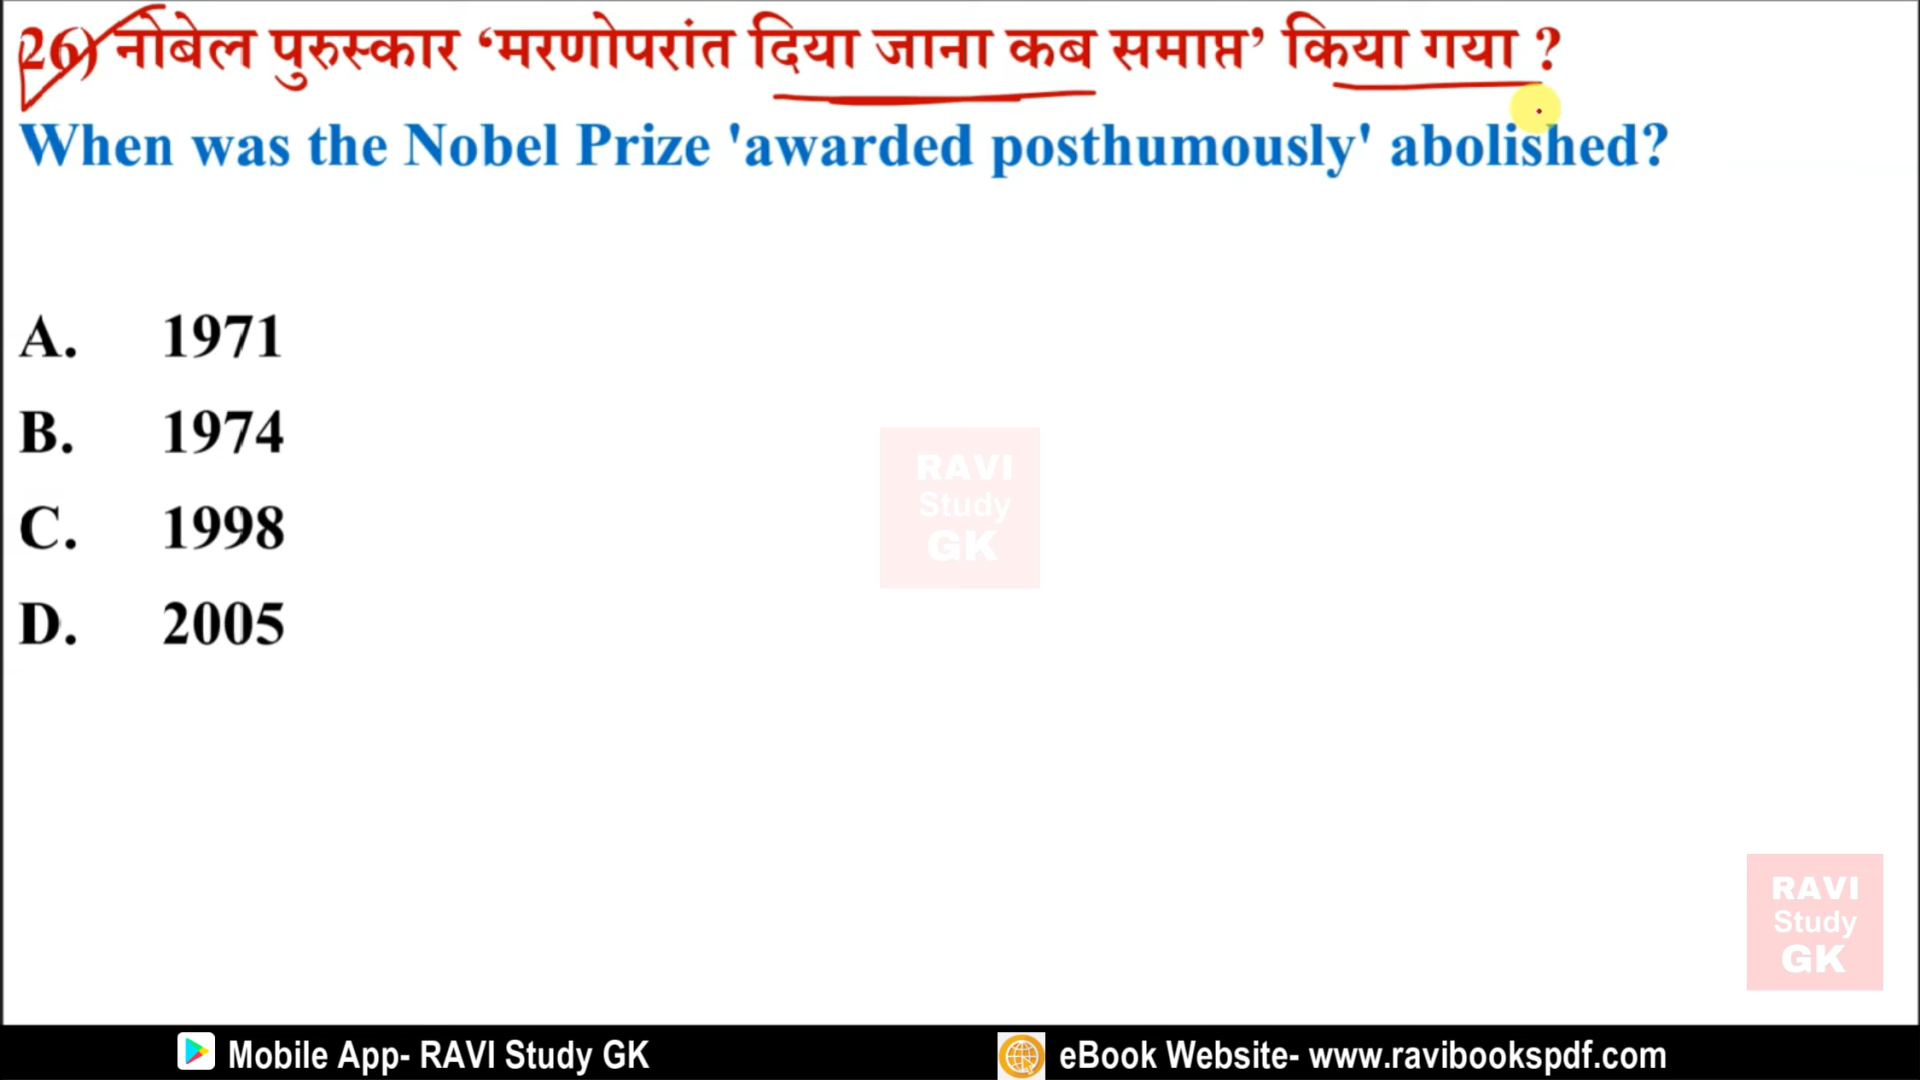 26) नोबेल पुरुस्कार ‘मरणोपरांत दिया जाना कब समाप्त’ किया गया ?
When was the Nobel Prize 'awarded posthumously' abolished?
A. 1971
B. 1974
C. 1998
D. 2005
RAVI
Study
GK
RAVI
Study
GK
Mobile App- RAVI Study GK
eBook Website- www.ravibookspdf.com